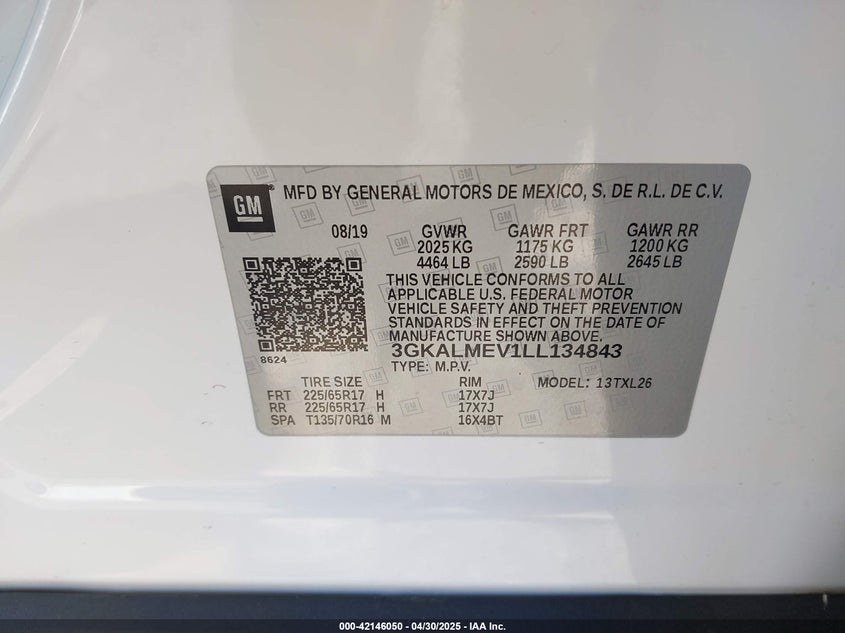 GM
MFD BY GENERAL MOTORS DE MEXICO, S. DE R.L. DE C.V.
08/19 GVWR GAWR FRT GAWR RR
2025 KG 1175 KG 1200 KG
4464 LB 2590 LB 2645 LB
THIS VEHICLE CONFORMS TO ALL
APPLICABLE U.S. FEDERAL MOTOR
VEHICLE SAFETY AND THEFT PREVENTION
STANDARDS IN EFFECT ON THE DATE OF
MANUFACTURE SHOWN ABOVE.
8624
3GKALMEV1LL134843
TYPE: M.P.V.
TIRE SIZE RIM MODEL: 13TXL26
FRT 225/65R17 H 17X7J
RR 225/65R17 H 17X7J
SPA T135/70R16 M 16X4BT
000-42146050 - 04/30/2025 - IAA Inc.